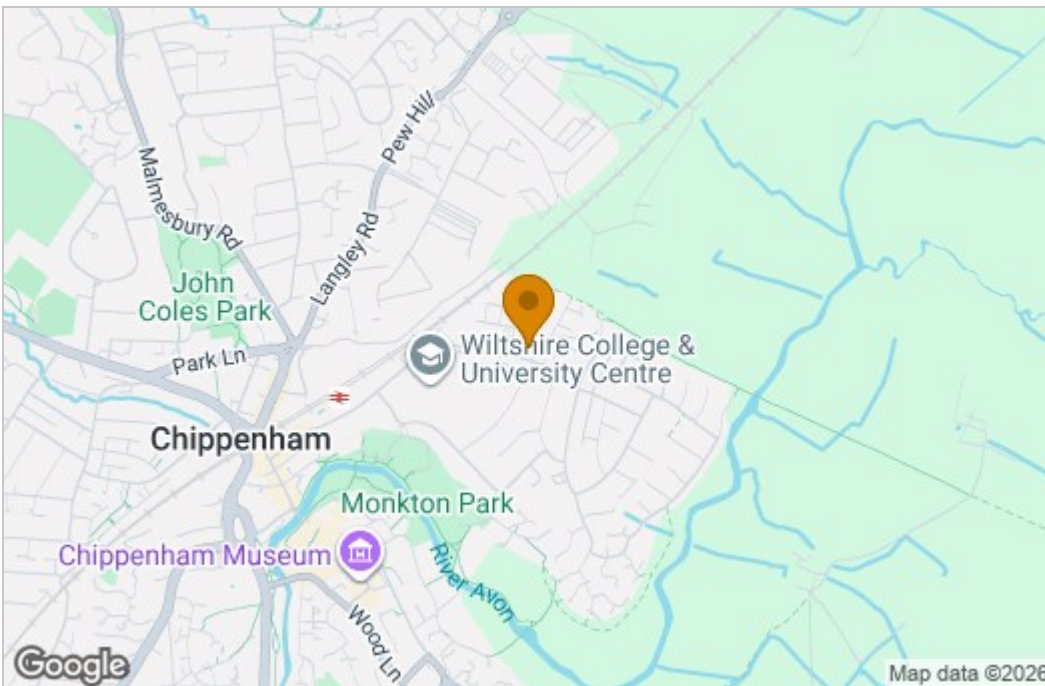 Pew Hill
Malmesbury Rd
Langley Rd
John
Coles Park
Park Ln
Wiltshire College &
University Centre
Chippenham
Monkton Park
Chippenham Museum
River Avon
Wood Ln
Google
Map data ©2026